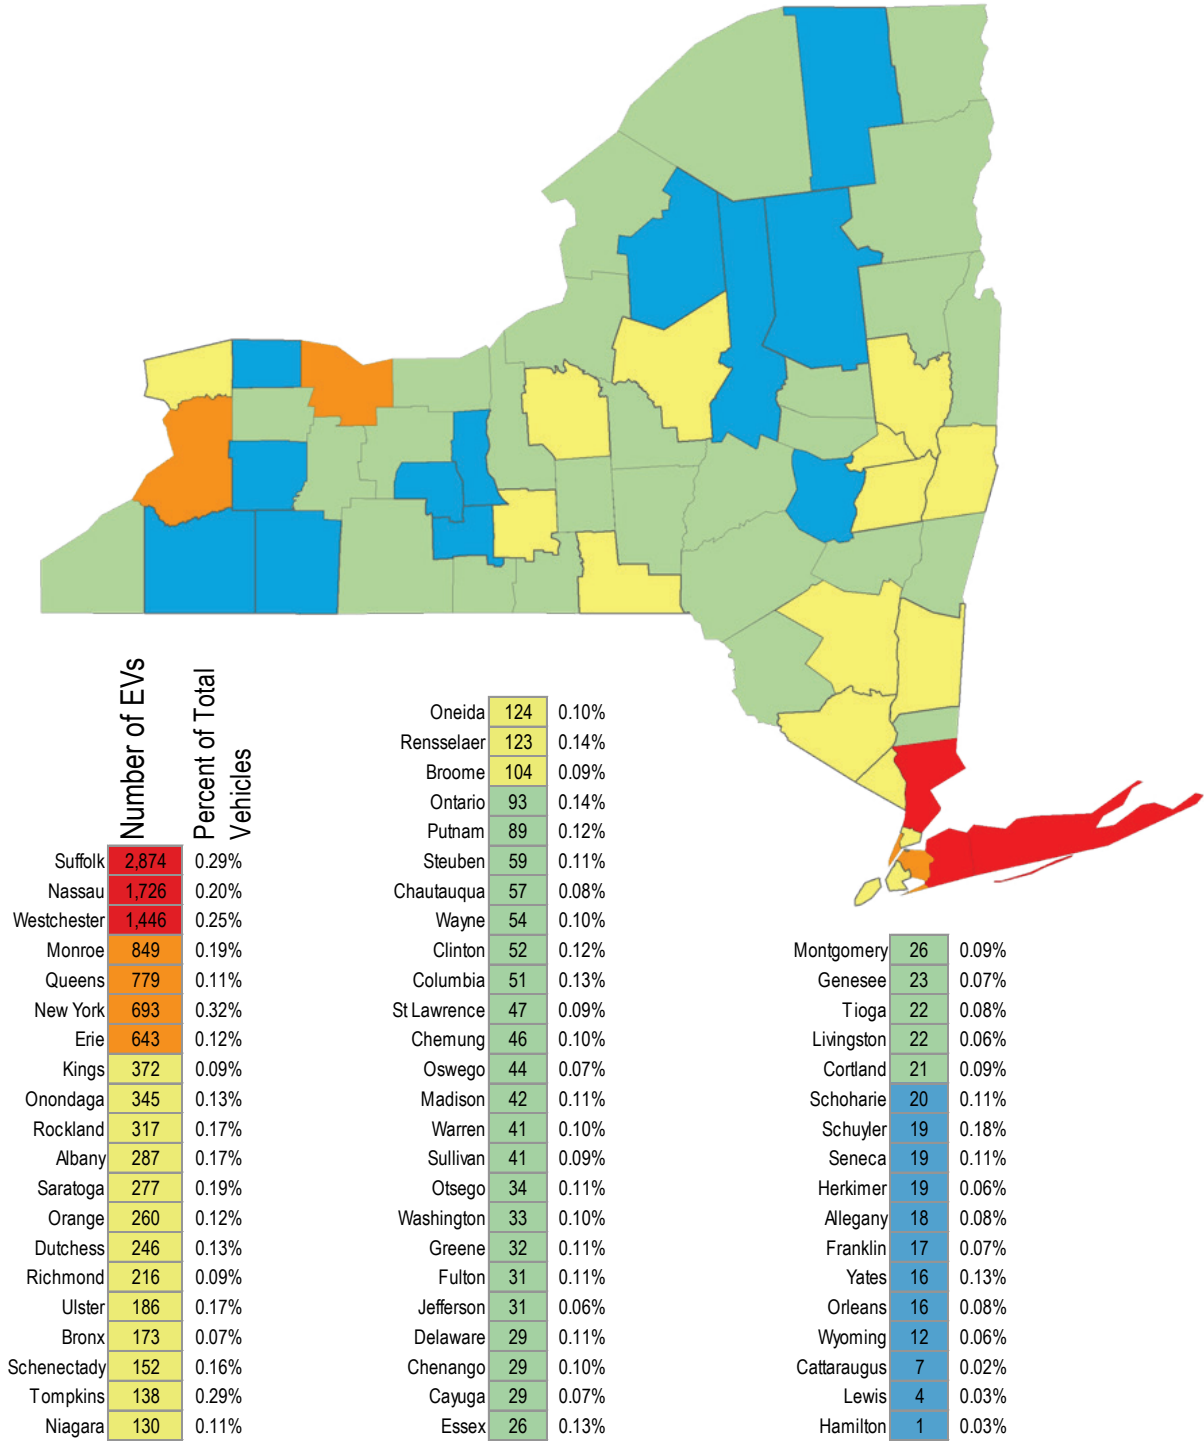 Number of EVs
Percent of Total
Vehicles
Suffolk 2,874 0.29%
Nassau 1,726 0.20%
Westchester 1,446 0.25%
Monroe 849 0.19%
Queens 779 0.11%
New York 693 0.32%
Erie 643 0.12%
Kings 372 0.09%
Onondaga 345 0.13%
Rockland 317 0.17%
Albany 287 0.17%
Saratoga 277 0.19%
Orange 260 0.12%
Dutchess 246 0.13%
Richmond 216 0.09%
Ulster 186 0.17%
Bronx 173 0.07%
Schenectady 152 0.16%
Tompkins 138 0.29%
Niagara 130 0.11%
Oneida 124 0.10%
Rensselaer 123 0.14%
Broome 104 0.09%
Ontario 93 0.14%
Putnam 89 0.12%
Steuben 59 0.11%
Chautauqua 57 0.08%
Wayne 54 0.10%
Clinton 52 0.12%
Columbia 51 0.13%
St Lawrence 47 0.09%
Chemung 46 0.10%
Oswego 44 0.07%
Madison 42 0.11%
Warren 41 0.10%
Sullivan 41 0.09%
Otsego 34 0.11%
Washington 33 0.10%
Greene 32 0.11%
Fulton 31 0.11%
Jefferson 31 0.06%
Delaware 29 0.11%
Chenango 29 0.10%
Cayuga 29 0.07%
Essex 26 0.13%
Montgomery 26 0.09%
Genesee 23 0.07%
Tioga 22 0.08%
Livingston 22 0.06%
Cortland 21 0.09%
Schoharie 20 0.11%
Schuyler 19 0.18%
Seneca 19 0.11%
Herkimer 19 0.06%
Allegany 18 0.08%
Franklin 17 0.07%
Yates 16 0.13%
Orleans 16 0.08%
Wyoming 12 0.06%
Cattaraugus 7 0.02%
Lewis 4 0.03%
Hamilton 1 0.03%